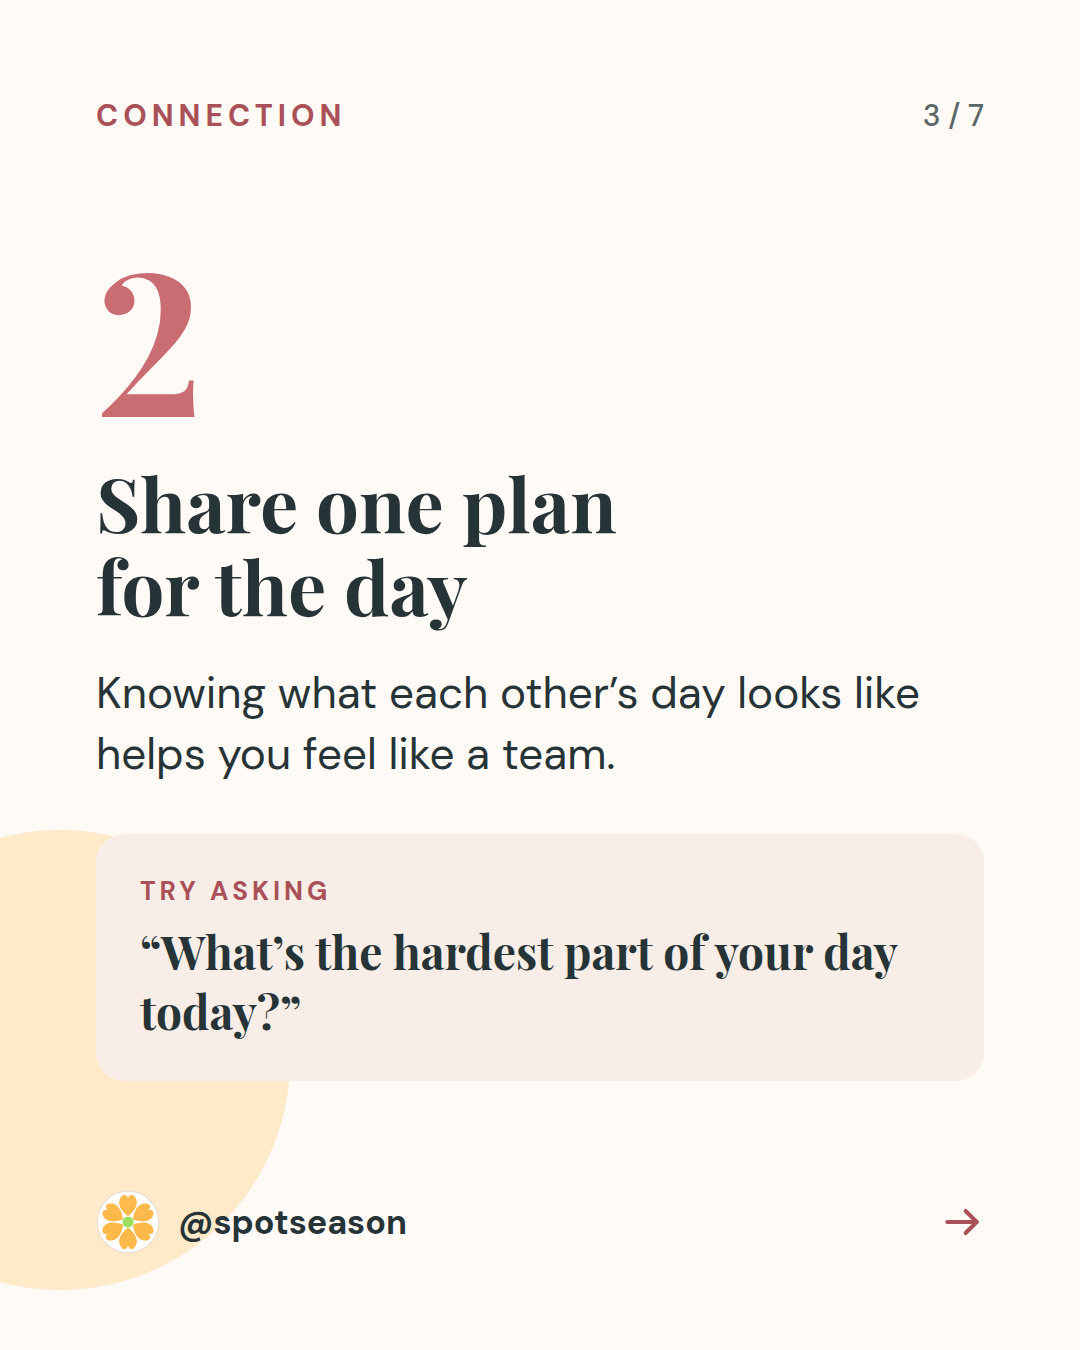 CONNECTION
3 / 7
2
Share one plan
for the day
Knowing what each other’s day looks like
helps you feel like a team.
TRY ASKING
“What’s the hardest part of your day
today?”
@spotseason